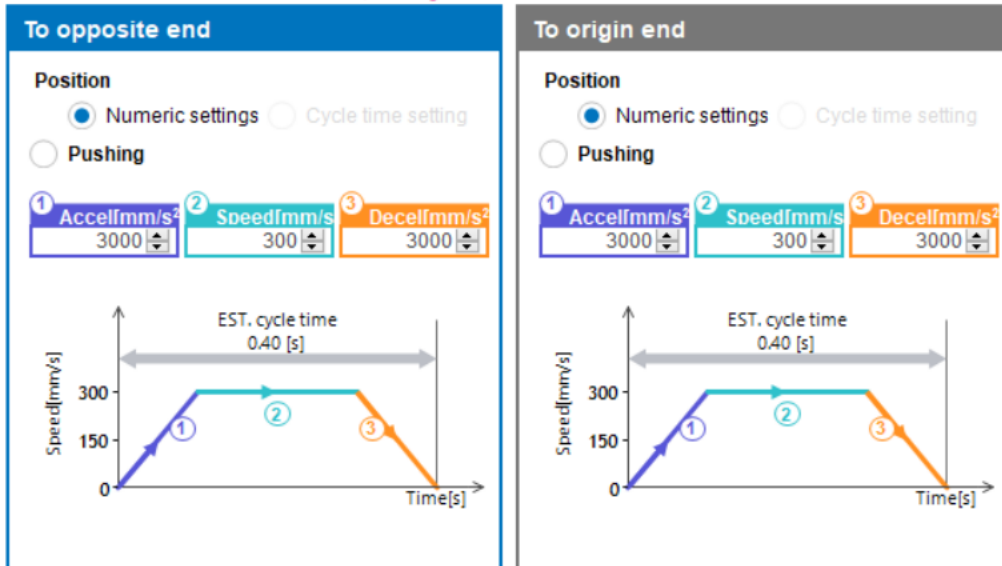 To opposite end
Position
Numeric settings Cycle time setting
Pushing
1 Accel[mm/s² 2 Speed[mm/s 3 Decel[mm/s²
3000 300 3000
EST. cycle time
0.40 [s]
Speed[mm/s]
300
150
0
1 2 3
Time[s]
To origin end
Position
Numeric settings Cycle time setting
Pushing
1 Accel[mm/s² 2 Speed[mm/s 3 Decel[mm/s²
3000 300 3000
EST. cycle time
0.40 [s]
Speed[mm/s]
300
150
0
1 2 3
Time[s]